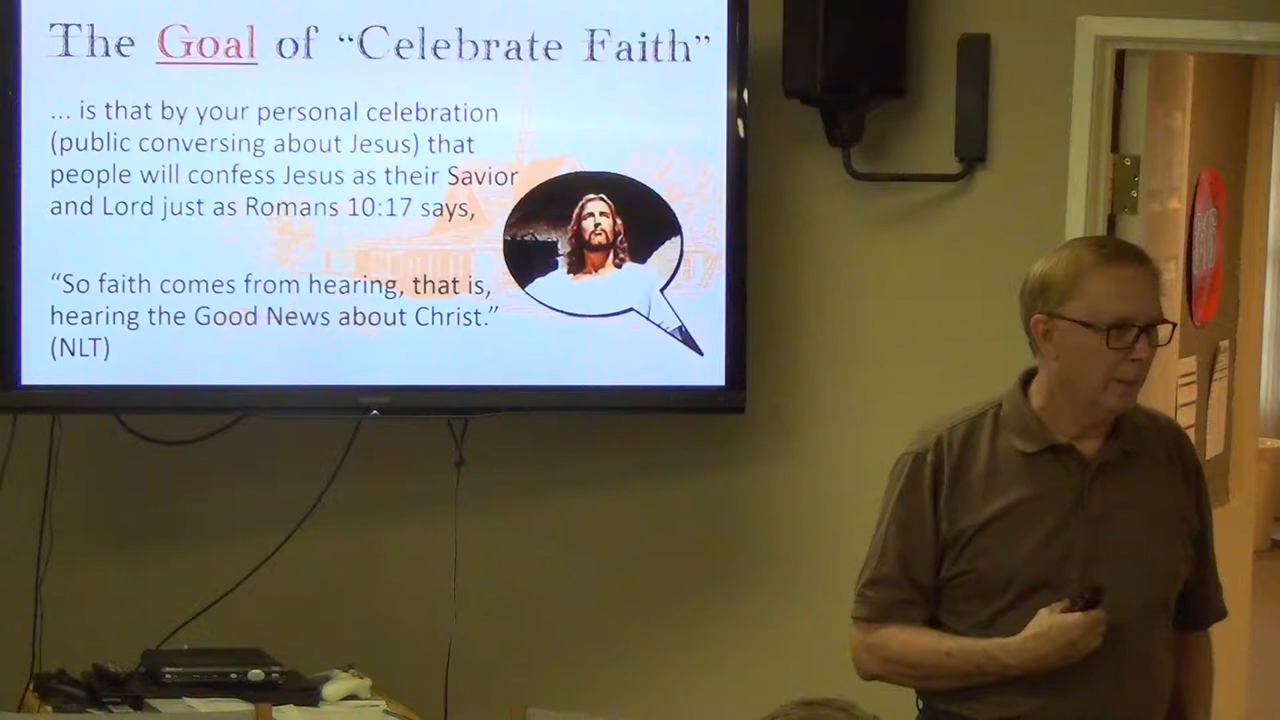 The Goal of “Celebrate Faith”
... is that by your personal celebration
(public conversing about Jesus) that
people will confess Jesus as their Savior
and Lord just as Romans 10:17 says,
“So faith comes from hearing, that is,
hearing the Good News about Christ.”
(NLT)